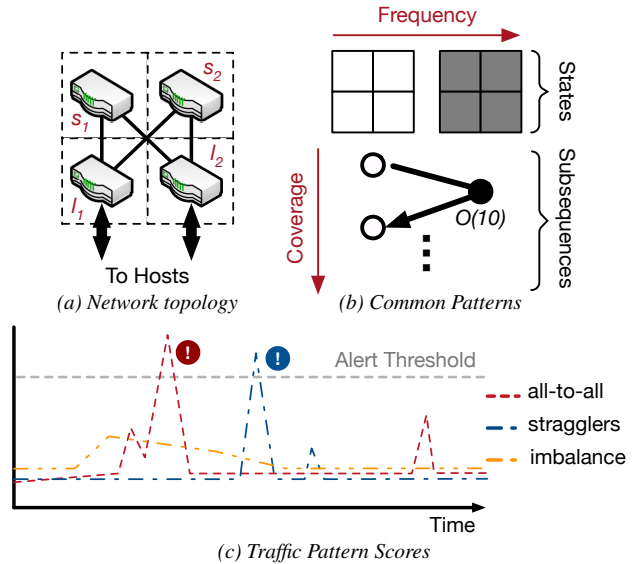 s₂
s₁
l₂
l₁
To Hosts
(a) Network topology
Frequency
States
Coverage
O(10)
Subsequences
(b) Common Patterns
!
!
Alert Threshold
all-to-all
stragglers
imbalance
Time
(c) Traffic Pattern Scores